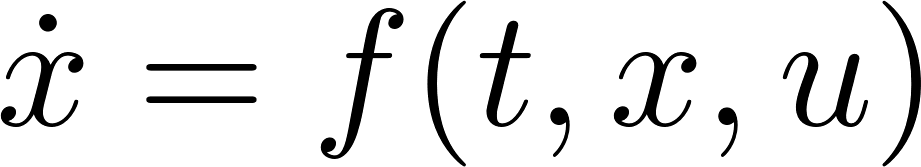 ẋ = f(t, x, u)